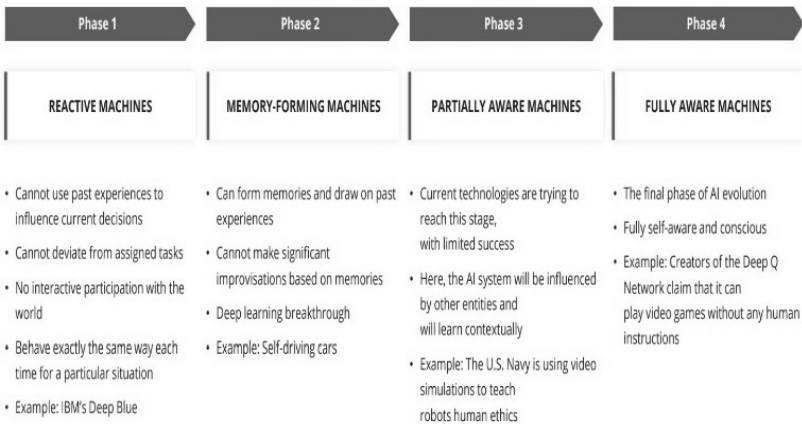 Phase 1
Phase 2
Phase 3
Phase 4
REACTIVE MACHINES
MEMORY-FORMING MACHINES
PARTIALLY AWARE MACHINES
FULLY AWARE MACHINES
• Cannot use past experiences to
influence current decisions
• Cannot deviate from assigned tasks
• No interactive participation with the
world
• Behave exactly the same way each
time for a particular situation
• Example: IBM's Deep Blue
• Can form memories and draw on past
experiences
• Cannot make significant
improvisations based on memories
• Deep learning breakthrough
• Example: Self-driving cars
• Current technologies are trying to
reach this stage,
with limited success
• Here, the AI system will be influenced
by other entities and
will learn contextually
• Example: The U.S. Navy is using video
simulations to teach
robots human ethics
• The final phase of AI evolution
• Fully self-aware and conscious
• Example: Creators of the Deep Q
Network claim that it can
play video games without any human
instructions